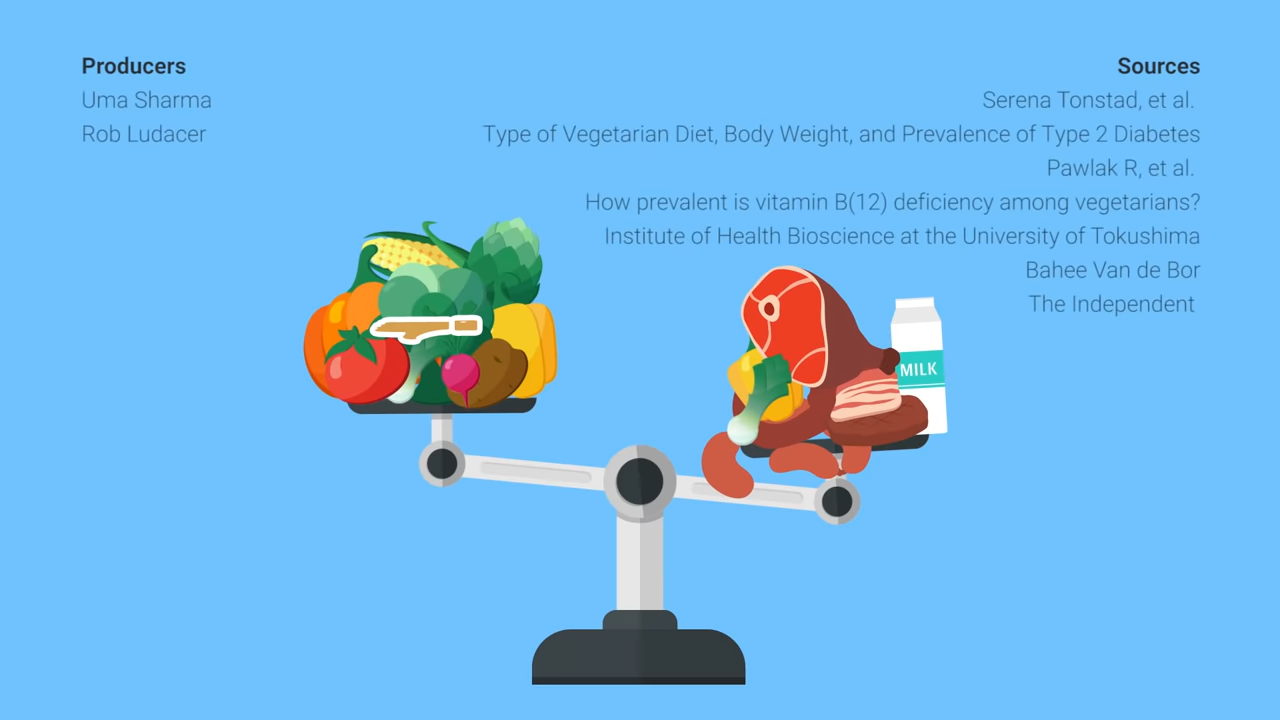 Producers
Uma Sharma
Rob Ludacer
Sources
Serena Tonstad, et al.
Type of Vegetarian Diet, Body Weight, and Prevalence of Type 2 Diabetes
Pawlak R, et al.
How prevalent is vitamin B(12) deficiency among vegetarians?
Institute of Health Bioscience at the University of Tokushima
Bahee Van de Bor
The Independent
MILK